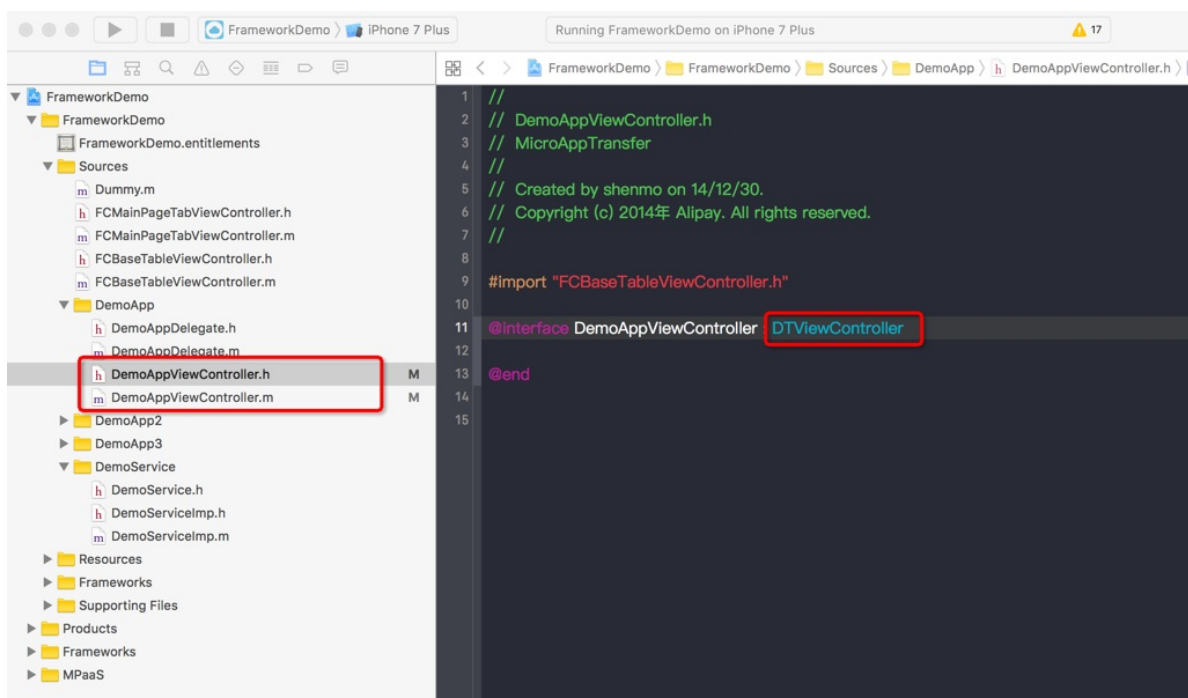 FrameworkDemo 〉 iPhone 7 Plus
Running FrameworkDemo on iPhone 7 Plus
17
FrameworkDemo 〉 FrameworkDemo 〉 Sources 〉 DemoApp 〉 h DemoAppViewController.h 〉
FrameworkDemo
FrameworkDemo
FrameworkDemo.entitlements
Sources
m Dummy.m
h FCMainPageTabViewController.h
m FCMainPageTabViewController.m
h FCBaseTableViewController.h
m FCBaseTableViewController.m
DemoApp
h DemoAppDelegate.h
m DemoAppDelegate.m
h DemoAppViewController.h M
m DemoAppViewController.m M
DemoApp2
DemoApp3
DemoService
h DemoService.h
h DemoServiceImp.h
m DemoServiceImp.m
Resources
Frameworks
Supporting Files
Products
Frameworks
MPaaS
1 //
2 // DemoAppViewController.h
3 // MicroAppTransfer
4 //
5 // Created by shenmo on 14/12/30.
6 // Copyright (c) 2014年 Alipay. All rights reserved.
7 //
8
9 #import "FCBaseTableViewController.h"
10
11 @interface DemoAppViewController : DTViewController
12
13 @end
14
15